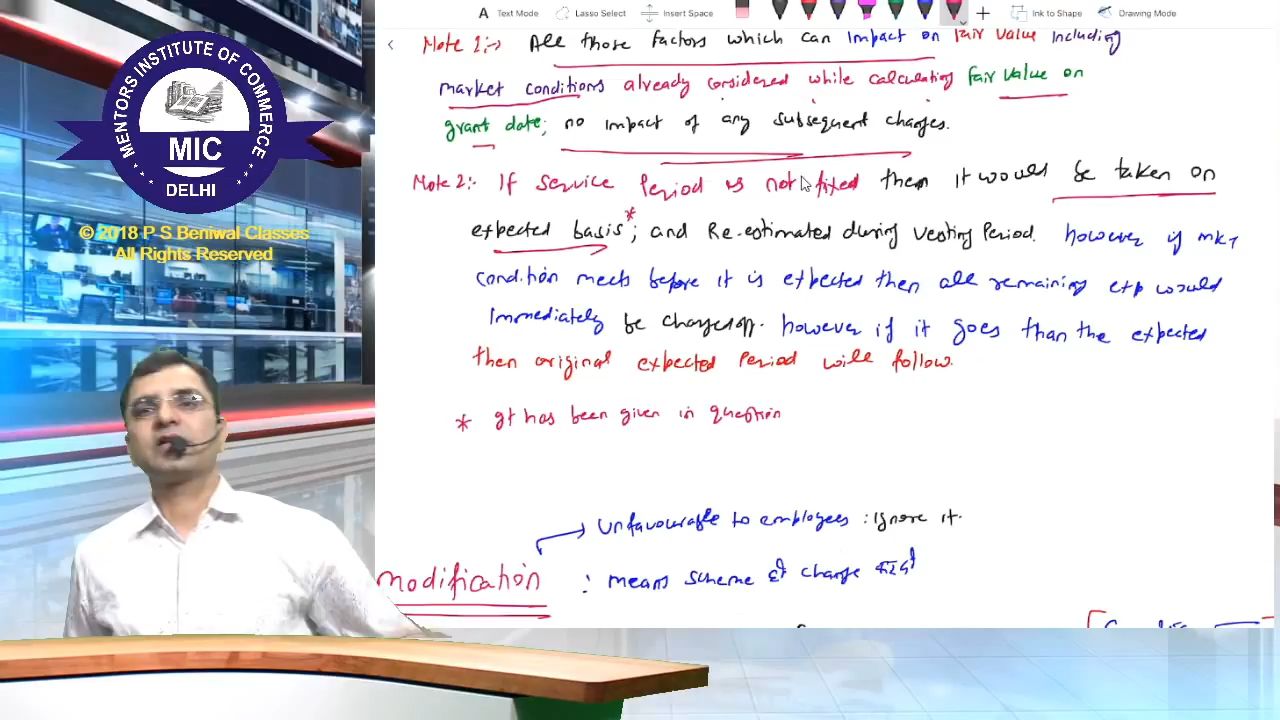 Text Mode Lasso Select Insert Space Ink to Shape Drawing Mode
Note 1:- All those factors which can impact on fair value including
market conditions already considered while calculating fair value on
grant date; no impact of any subsequent changes.
Note 2:- If service Period is not fixed then it would be taken on
expected basis*; and Re-estimated during vesting Period. however if mkt
condition meets before it is expected then all remaining exp would
immediately be charged off. however if it goes than the expected
then original expected Period will follow.
* It has been given in question
Unfavourable to employees : ignore it.
modification : means scheme को change करना
MENTORS INSTITUTE OF COMMERCE
MIC
DELHI
© 2018 P S Beniwal Classes
All Rights Reserved